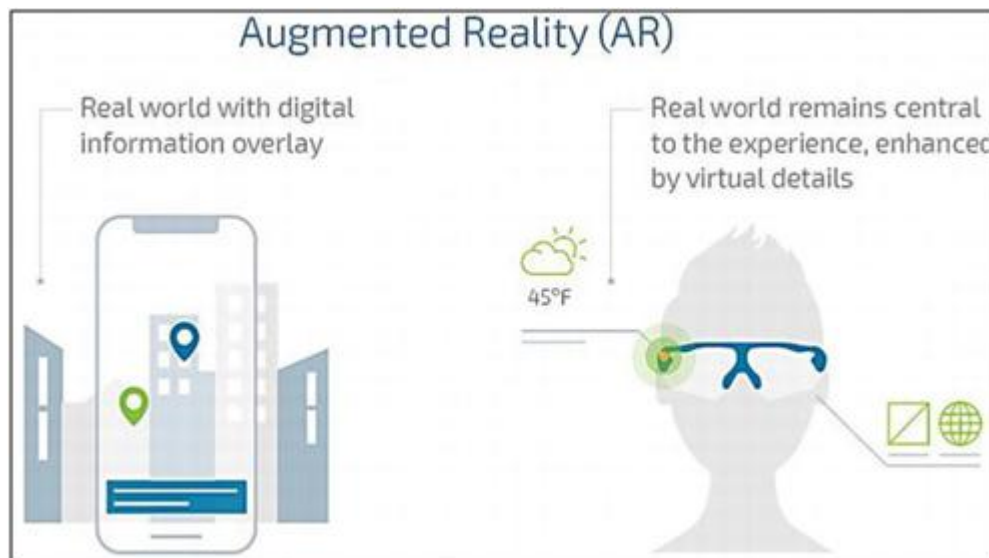 Augmented Reality (AR)
Real world with digital
information overlay
Real world remains central
to the experience, enhanced
by virtual details
45°F